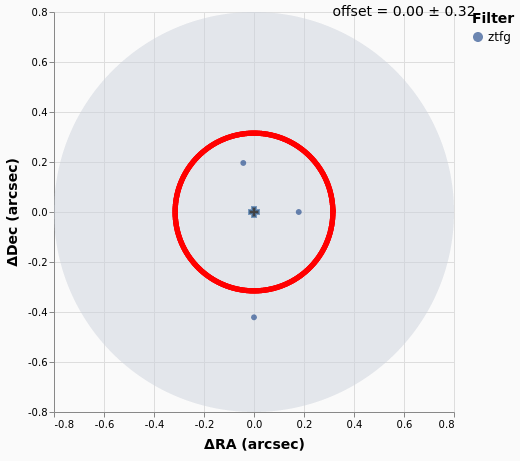 offset = 0.00 ± 0.32
Filter
ztfg
0.8
0.6
0.4
0.2
0.0
-0.2
-0.4
-0.6
-0.8
ΔDec (arcsec)
-0.8 -0.6 -0.4 -0.2 0.0 0.2 0.4 0.6 0.8
ΔRA (arcsec)